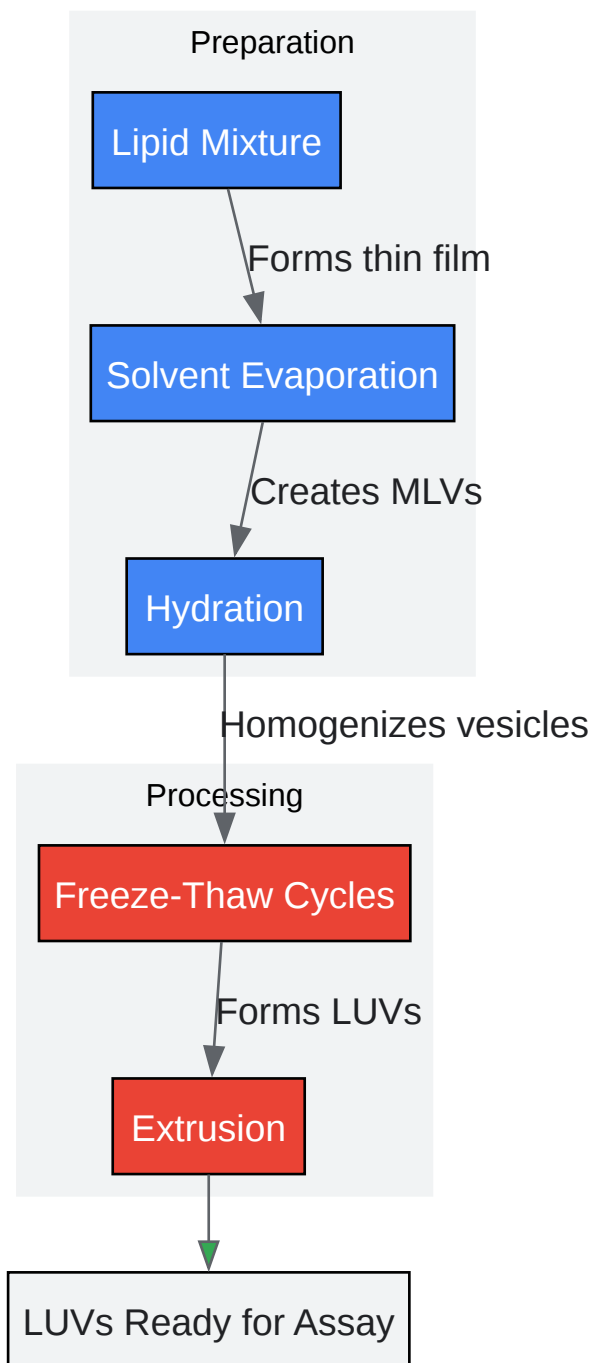 Preparation
Lipid Mixture
Forms thin film
Solvent Evaporation
Creates MLVs
Hydration
Homogenizes vesicles
Processing
Freeze-Thaw Cycles
Forms LUVs
Extrusion
LUVs Ready for Assay